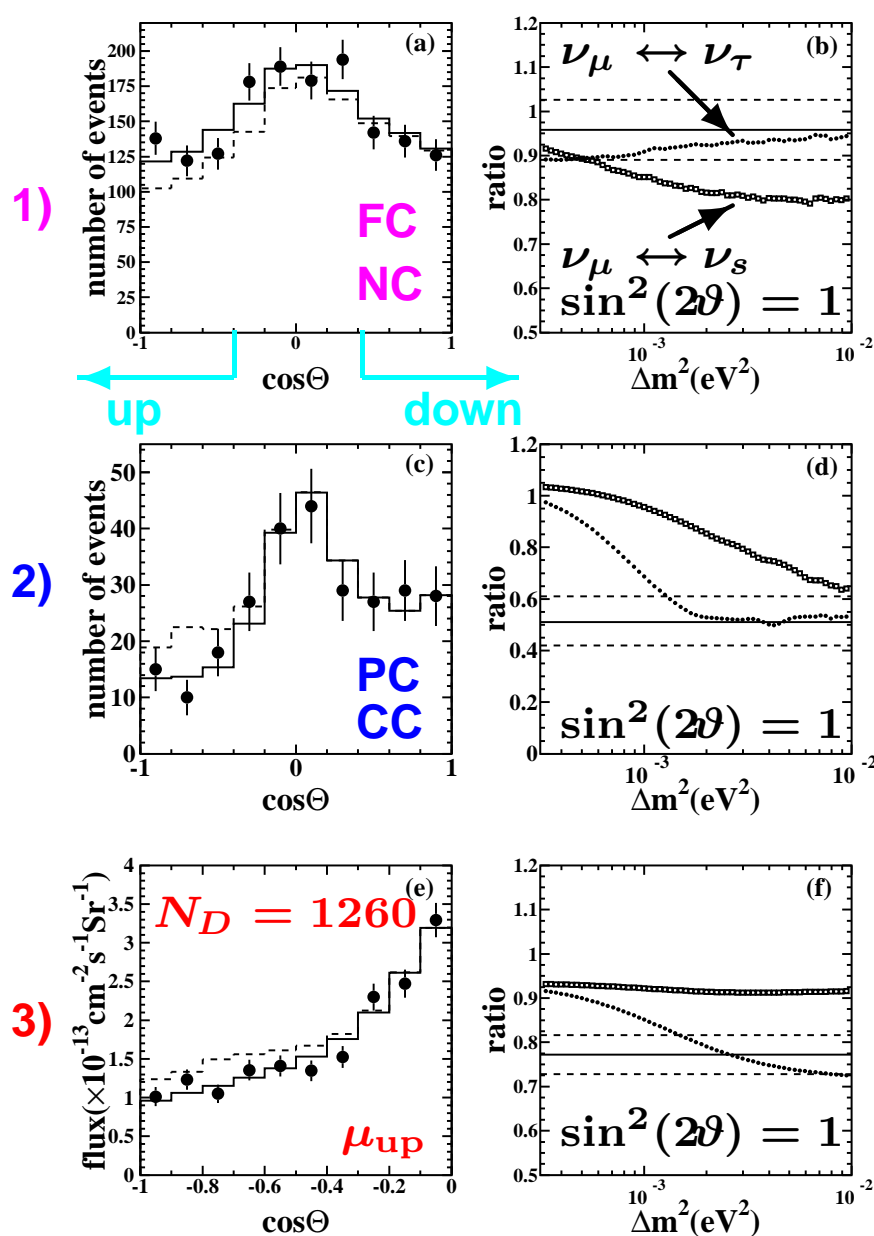 1)
number of events
200
175
150
125
100
75
50
25
0
(a)
FC
NC
-1 0 1
cosΘ
up down
ratio
1.2
1.1
1
0.9
0.8
0.7
0.6
0.5
(b)
νμ ↔ ντ
νμ ↔ νs
sin²(2ϑ) = 1
10⁻³ 10⁻²
Δm²(eV²)
2)
number of events
50
40
30
20
10
0
(c)
PC
CC
-1 0 1
cosΘ
ratio
1.2
1
0.8
0.6
0.4
0.2
0
(d)
sin²(2ϑ) = 1
10⁻³ 10⁻²
Δm²(eV²)
3)
flux(×10⁻¹³cm⁻²s⁻¹Sr⁻¹)
4
3.5
3
2.5
2
1.5
1
0.5
0
(e)
N_D = 1260
μup
-1 -0.8 -0.6 -0.4 -0.2 0
cosΘ
ratio
1.2
1.1
1
0.9
0.8
0.7
0.6
0.5
(f)
sin²(2ϑ) = 1
10⁻³ 10⁻²
Δm²(eV²)